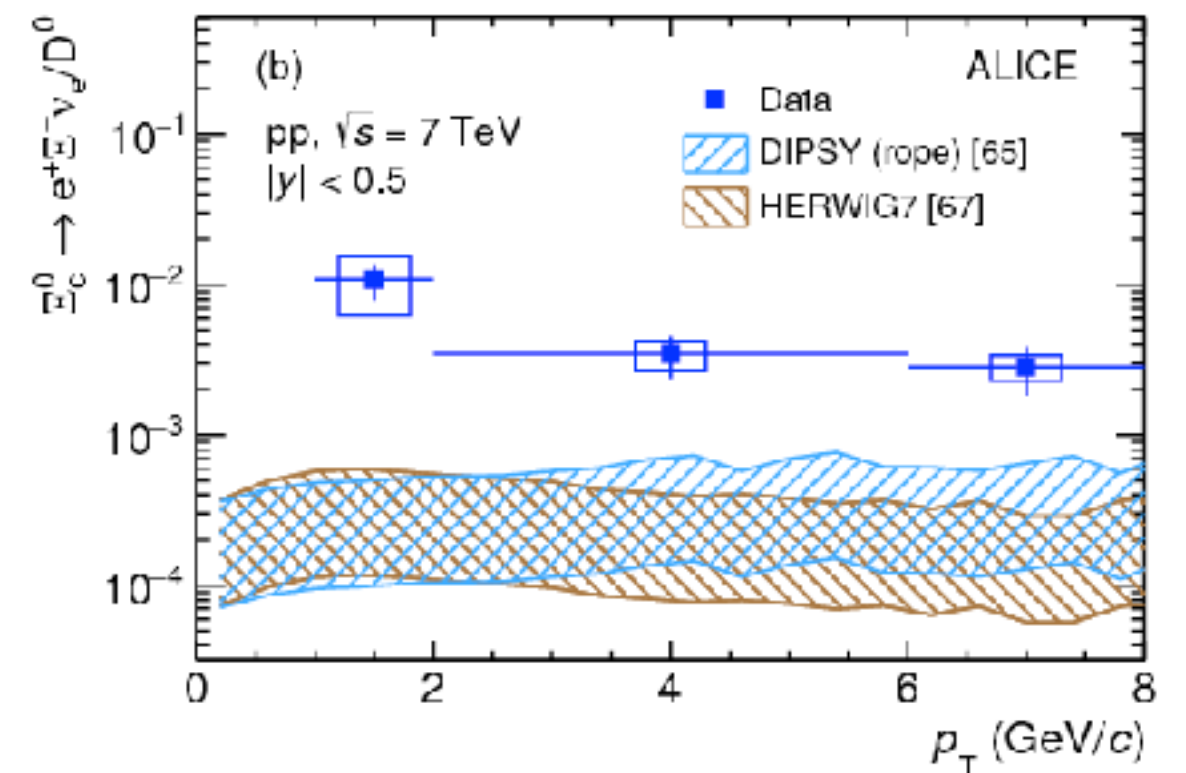 Ξ⁰c → e⁺Ξ⁻νe/D⁰
(b)
ALICE
pp, √s = 7 TeV
|y| < 0.5
Data
DIPSY (rope) [65]
HERWIG7 [67]
10⁻¹
10⁻²
10⁻³
10⁻⁴
0 2 4 6 8
pT (GeV/c)